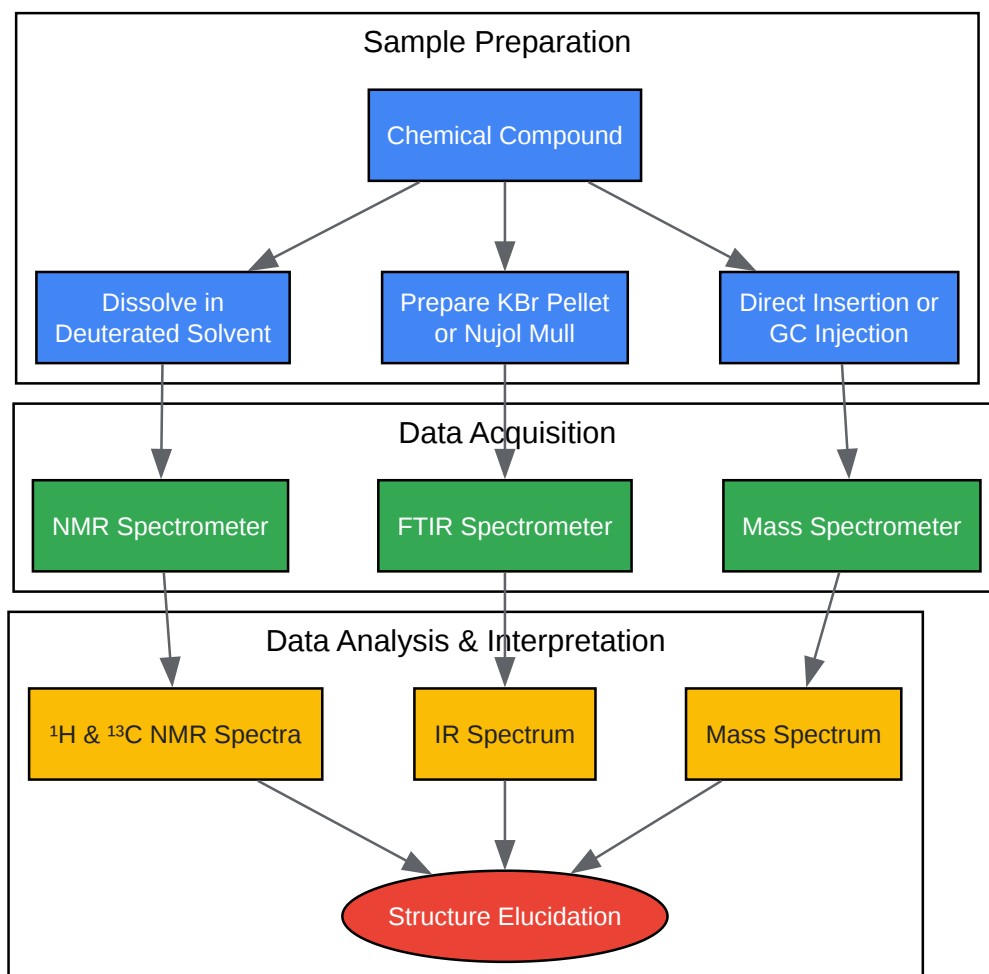 Sample Preparation
Chemical Compound
Dissolve in
Deuterated Solvent
Prepare KBr Pellet
or Nujol Mull
Direct Insertion or
GC Injection
Data Acquisition
NMR Spectrometer
FTIR Spectrometer
Mass Spectrometer
Data Analysis & Interpretation
¹H & ¹³C NMR Spectra
IR Spectrum
Mass Spectrum
Structure Elucidation